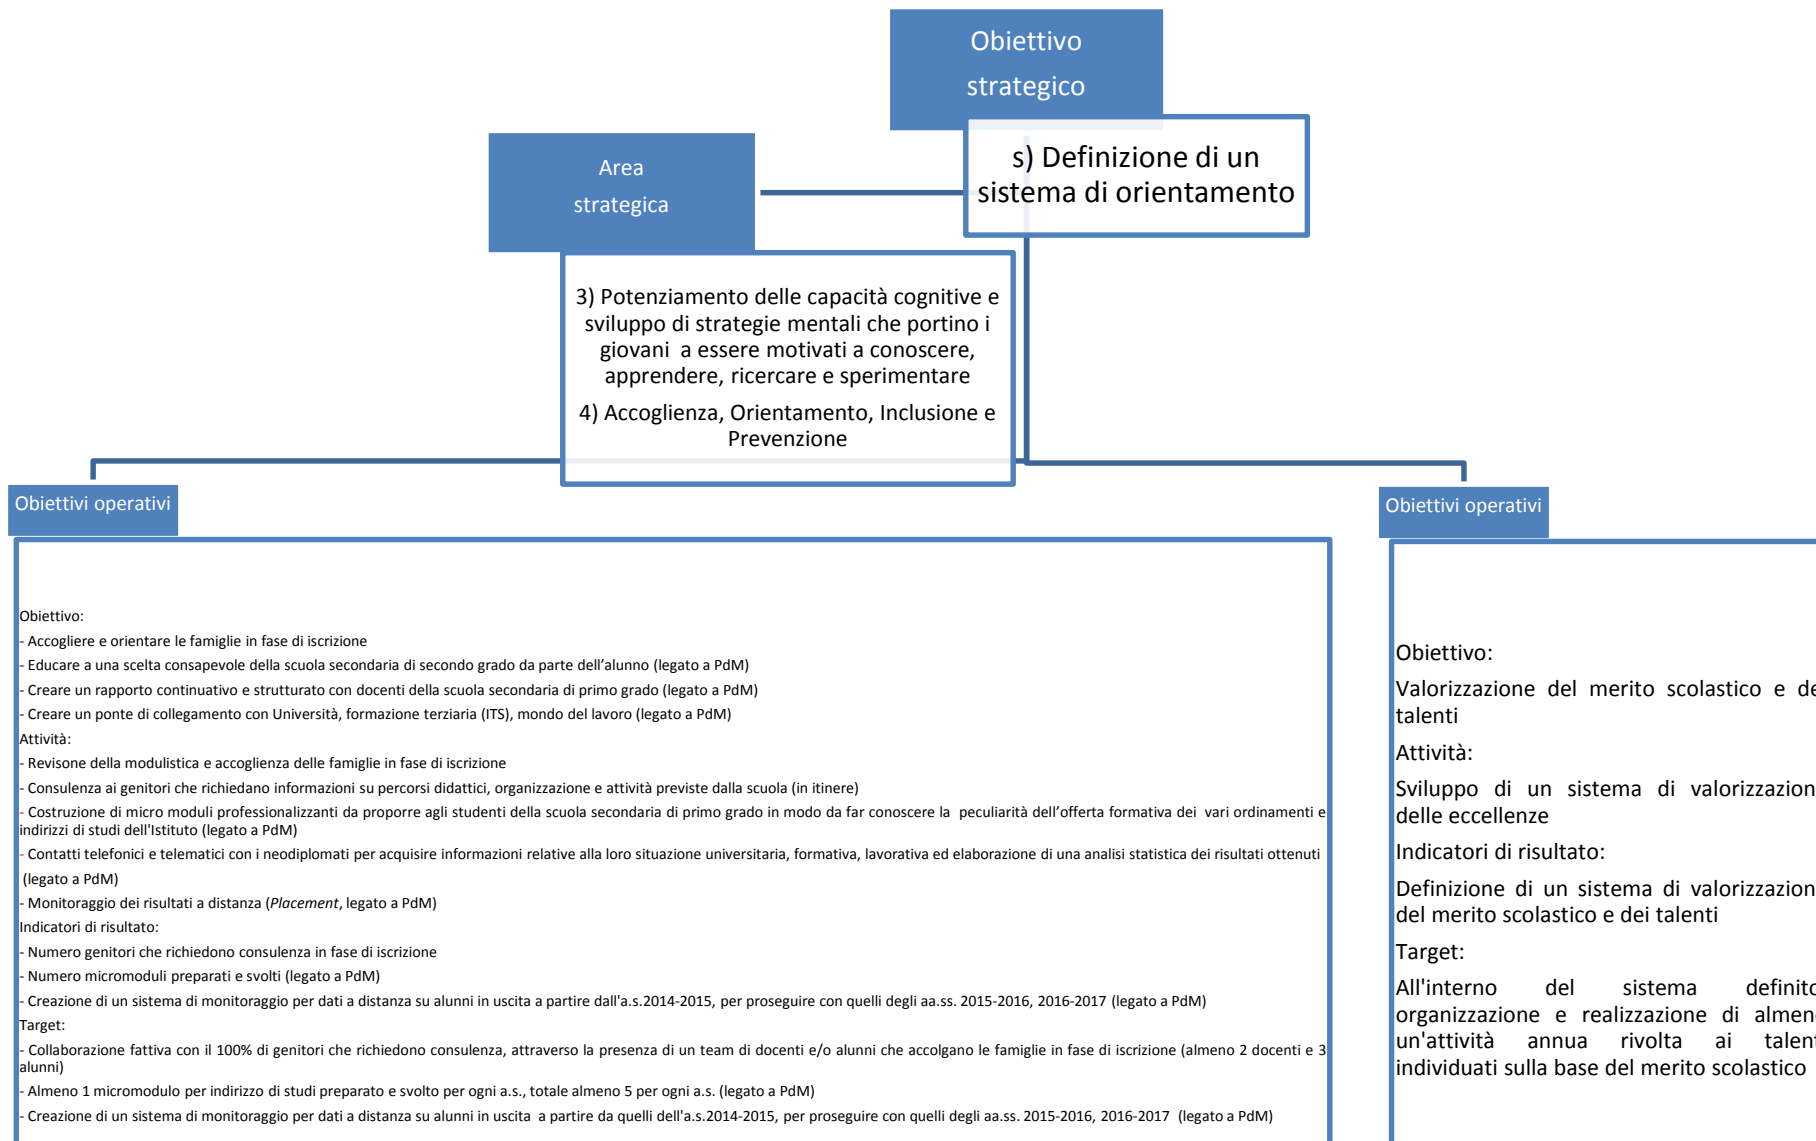 Obiettivo
strategico
s) Definizione di un
sistema di orientamento
Area
strategica
3) Potenziamento delle capacità cognitive e
sviluppo di strategie mentali che portino i
giovani a essere motivati a conoscere,
apprendere, ricercare e sperimentare
4) Accoglienza, Orientamento, Inclusione e
Prevenzione
Obiettivi operativi
Obiettivo:
- Accogliere e orientare le famiglie in fase di iscrizione
- Educare a una scelta consapevole della scuola secondaria di secondo grado da parte dell’alunno (legato a PdM)
- Creare un rapporto continuativo e strutturato con docenti della scuola secondaria di primo grado (legato a PdM)
- Creare un ponte di collegamento con Università, formazione terziaria (ITS), mondo del lavoro (legato a PdM)
Attività:
- Revisone della modulistica e accoglienza delle famiglie in fase di iscrizione
- Consulenza ai genitori che richiedano informazioni su percorsi didattici, organizzazione e attività previste dalla scuola (in itinere)
- Costruzione di micro moduli professionalizzanti da proporre agli studenti della scuola secondaria di primo grado in modo da far conoscere la peculiarità dell’offerta formativa dei vari ordinamenti e
indirizzi di studi dell'Istituto (legato a PdM)
- Contatti telefonici e telematici con i neodiplomati per acquisire informazioni relative alla loro situazione universitaria, formativa, lavorativa ed elaborazione di una analisi statistica dei risultati ottenuti
(legato a PdM)
- Monitoraggio dei risultati a distanza (Placement, legato a PdM)
Indicatori di risultato:
- Numero genitori che richiedono consulenza in fase di iscrizione
- Numero micromoduli preparati e svolti (legato a PdM)
- Creazione di un sistema di monitoraggio per dati a distanza su alunni in uscita a partire dall'a.s.2014-2015, per proseguire con quelli degli aa.ss. 2015-2016, 2016-2017 (legato a PdM)
Target:
- Collaborazione fattiva con il 100% di genitori che richiedono consulenza, attraverso la presenza di un team di docenti e/o alunni che accolgano le famiglie in fase di iscrizione (almeno 2 docenti e 3
alunni)
- Almeno 1 micromodulo per indirizzo di studi preparato e svolto per ogni a.s., totale almeno 5 per ogni a.s. (legato a PdM)
- Creazione di un sistema di monitoraggio per dati a distanza su alunni in uscita a partire da quelli dell'a.s.2014-2015, per proseguire con quelli degli aa.ss. 2015-2016, 2016-2017 (legato a PdM)
Obiettivi operativi
Obiettivo:
Valorizzazione del merito scolastico e de
talenti
Attività:
Sviluppo di un sistema di valorizzazion
delle eccellenze
Indicatori di risultato:
Definizione di un sistema di valorizzazion
del merito scolastico e dei talenti
Target:
All'interno del sistema definito
organizzazione e realizzazione di almeno
un'attività annua rivolta ai talent
individuati sulla base del merito scolastico